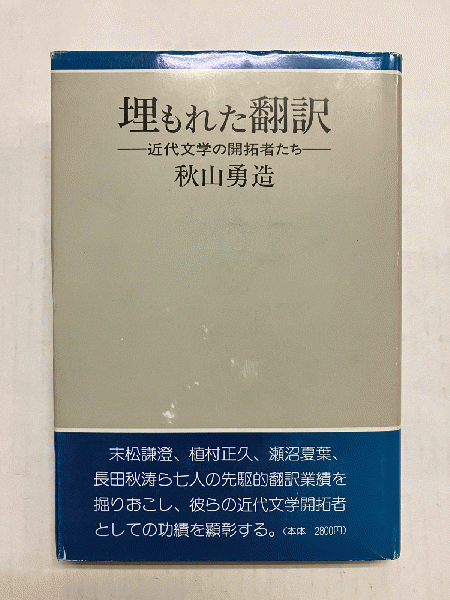 埋もれた翻訳
――近代文学の開拓者たち――
秋山勇造
末松謙澄、植村正久、瀬沼夏葉、
長田秋涛ら七人の先駆的翻訳業績を
掘りおこし、彼らの近代文学開拓者
としての功績を顕彰する。（本体 2800円）